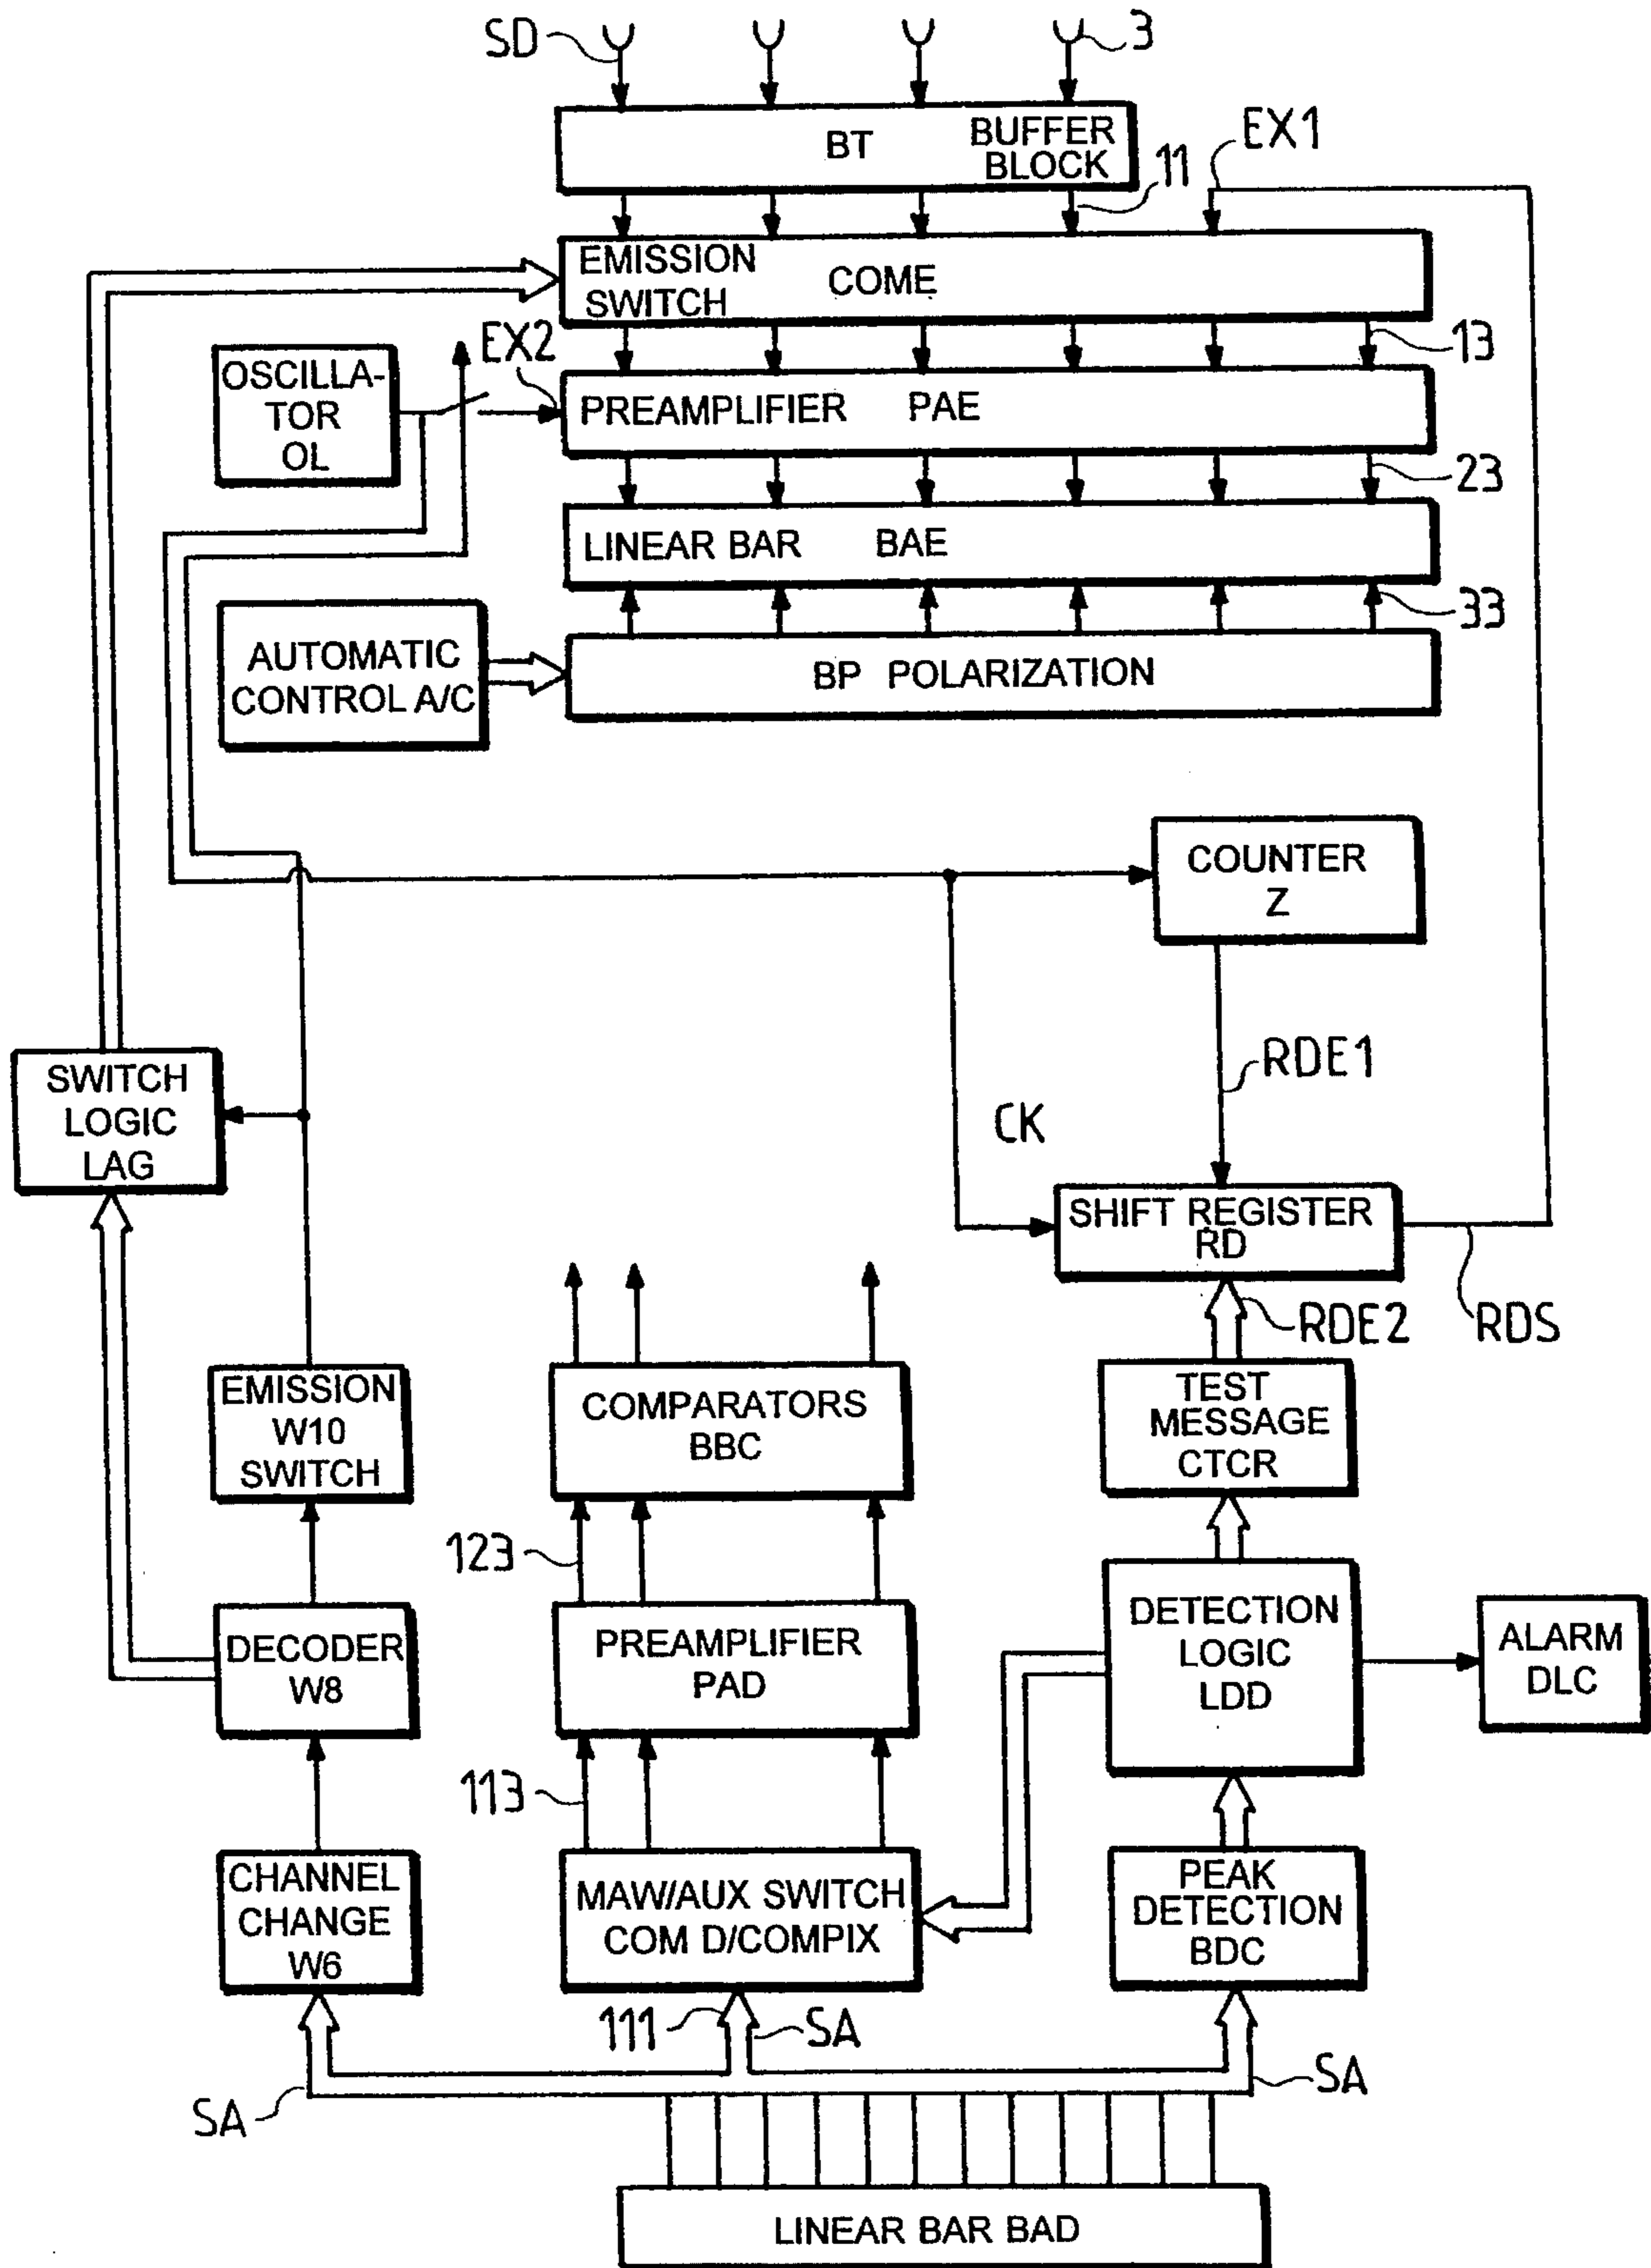 SD
3
BT BUFFER
BLOCK
11
EX1
EMISSION
SWITCH COME
13
OSCILLA-
TOR
OL
EX2
PREAMPLIFIER PAE
23
LINEAR BAR BAE
33
AUTOMATIC
CONTROL A/C
BP POLARIZATION
COUNTER
Z
RDE1
CK
SWITCH
LOGIC
LAG
SHIFT REGISTER
RD
RDE2
RDS
EMISSION
W10
SWITCH
COMPARATORS
BBC
TEST
MESSAGE
CTCR
123
DECODER
W8
PREAMPLIFIER
PAD
DETECTION
LOGIC
LDD
ALARM
DLC
113
CHANNEL
CHANGE
W6
MAW/AUX SWITCH
COM D/COMPIX
PEAK
DETECTION
BDC
111
SA
SA
SA
LINEAR BAR BAD